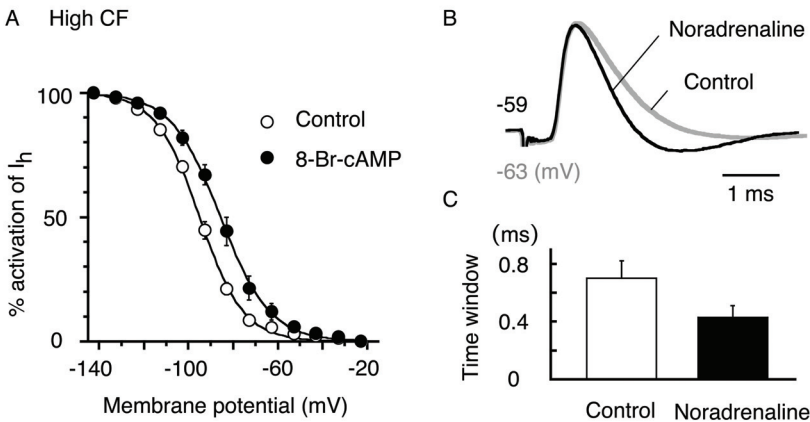 A High CF
% activation of Ih
100
50
0
Control
8-Br-cAMP
-140 -100 -60 -20
Membrane potential (mV)
B
Noradrenaline
Control
-59
-63 (mV)
1 ms
C
(ms)
Time window
0.8
0.4
0
Control Noradrenaline